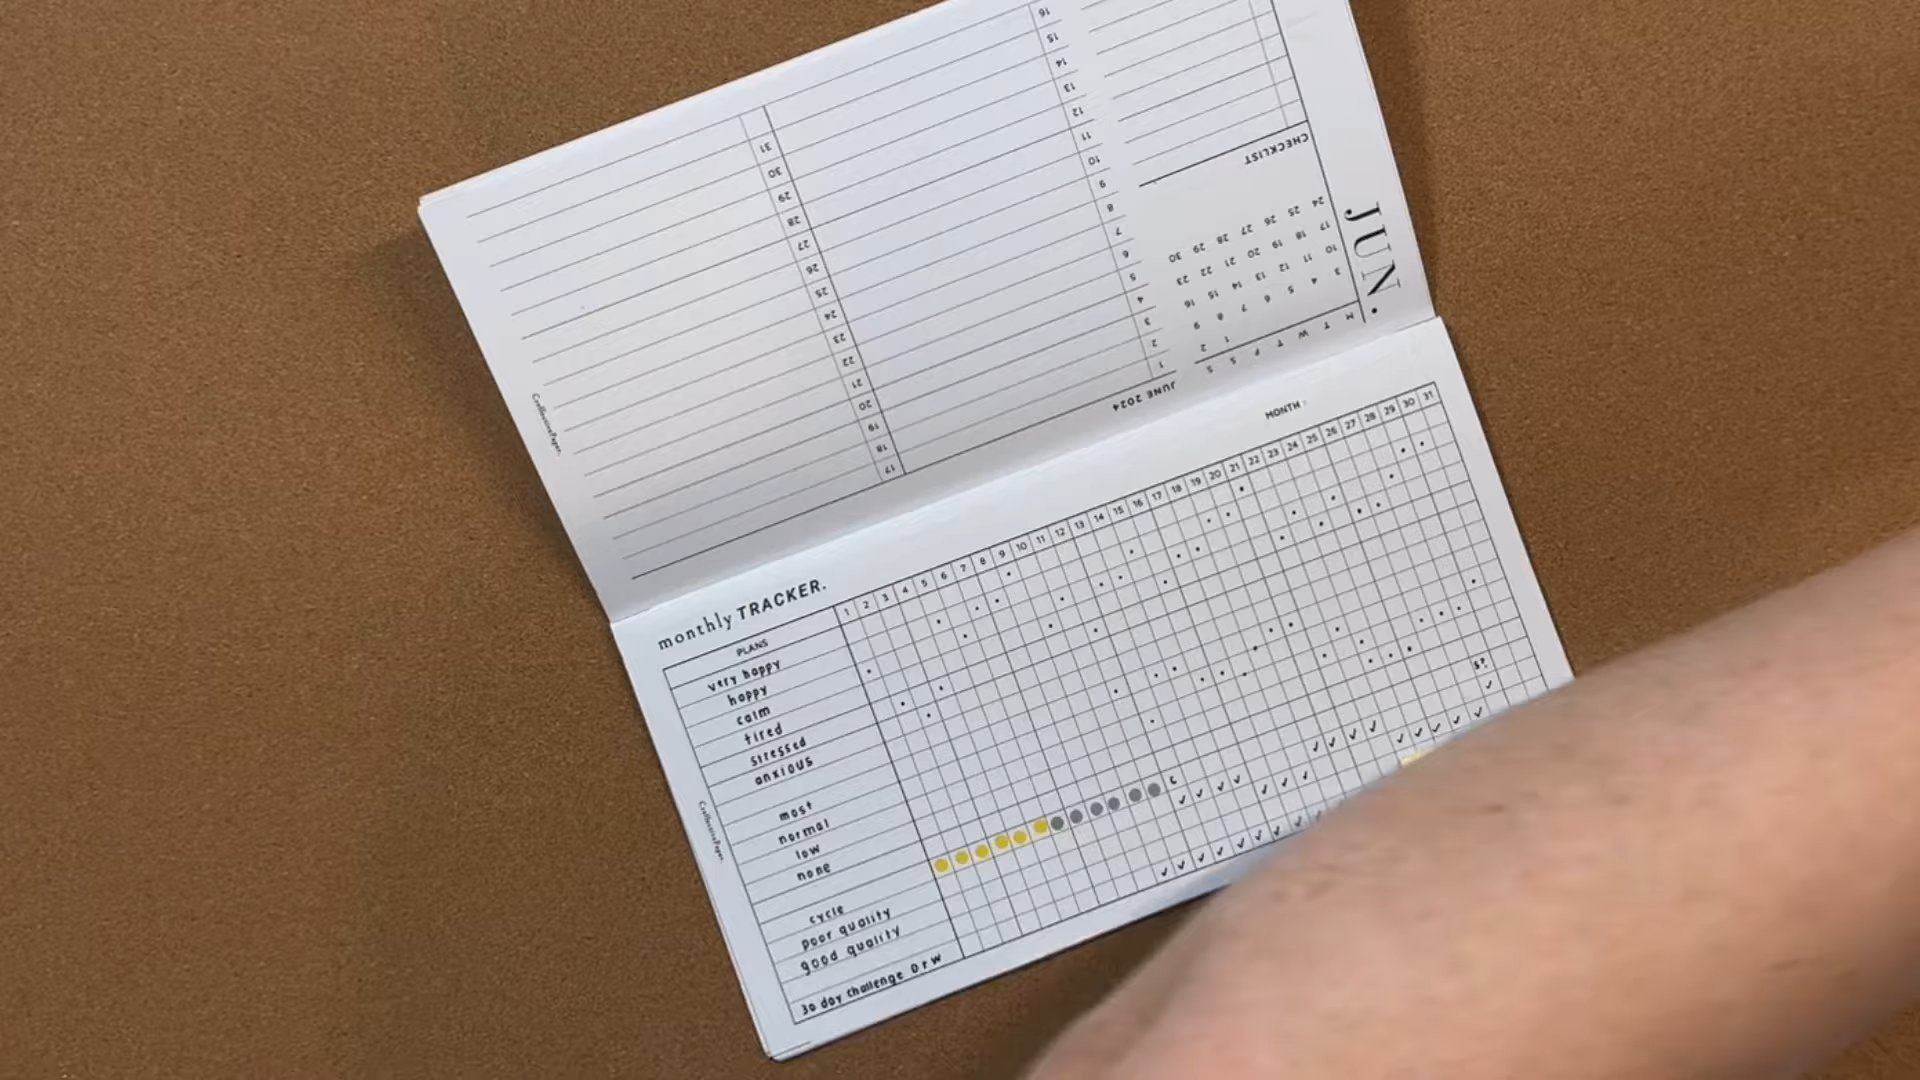 monthly TRACKER.
MONTH :
PLANS
1 2 3 4 5 6 7 8 9 10 11 12 13 14 15 16 17 18 19 20 21 22 23 24 25 26 27 28 29 30 31
very happy
happy
calm
tired
stressed
anxious
most
normal
low
none
cycle
poor quality
good quality
30 day challenge D r W
c
s?
CrafllectivePaper.
JUN.
M T W T F S S
1 2
3 4 5 6 7 8 9
10 11 12 13 14 15 16
17 18 19 20 21 22 23
24 25 26 27 28 29 30
CHECKLIST
JUNE 2024
1
2
3
4
5
6
7
8
9
10
11
12
13
14
15
16
17
18
19
20
21
22
23
24
25
26
27
28
29
30
31